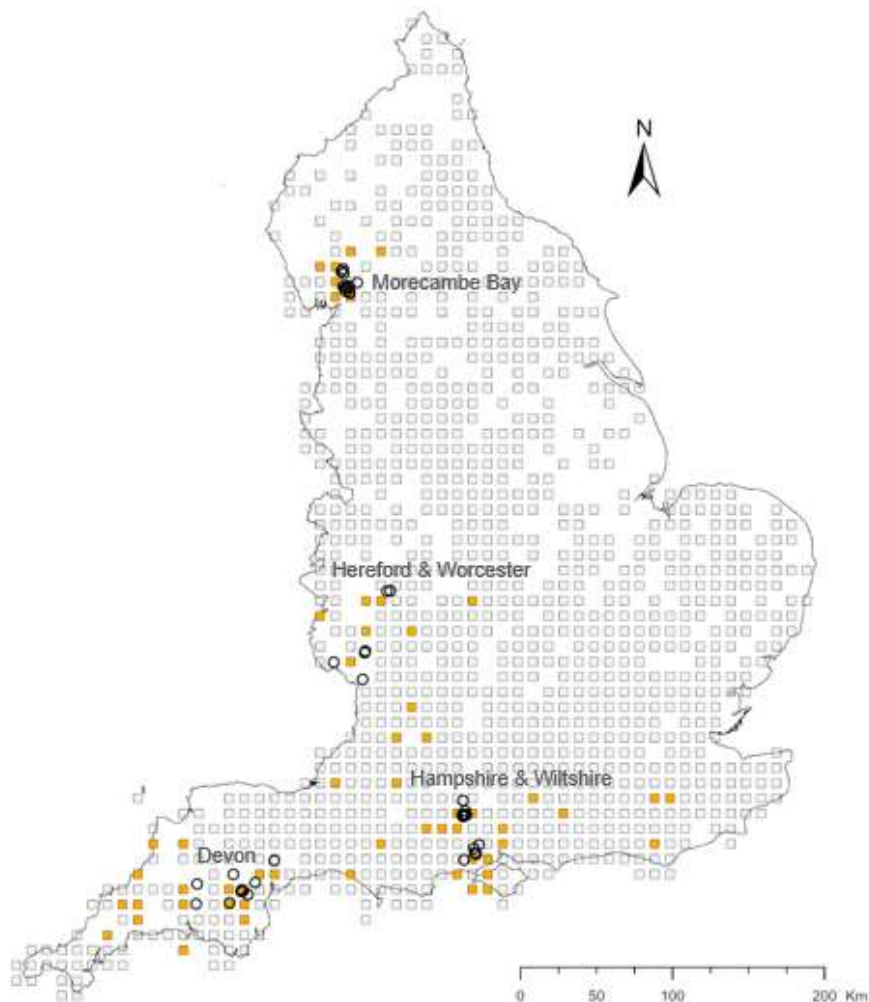 N
Morecambe Bay
Hereford & Worcester
Hampshire & Wiltshire
Devon
0 50 100 200 Km